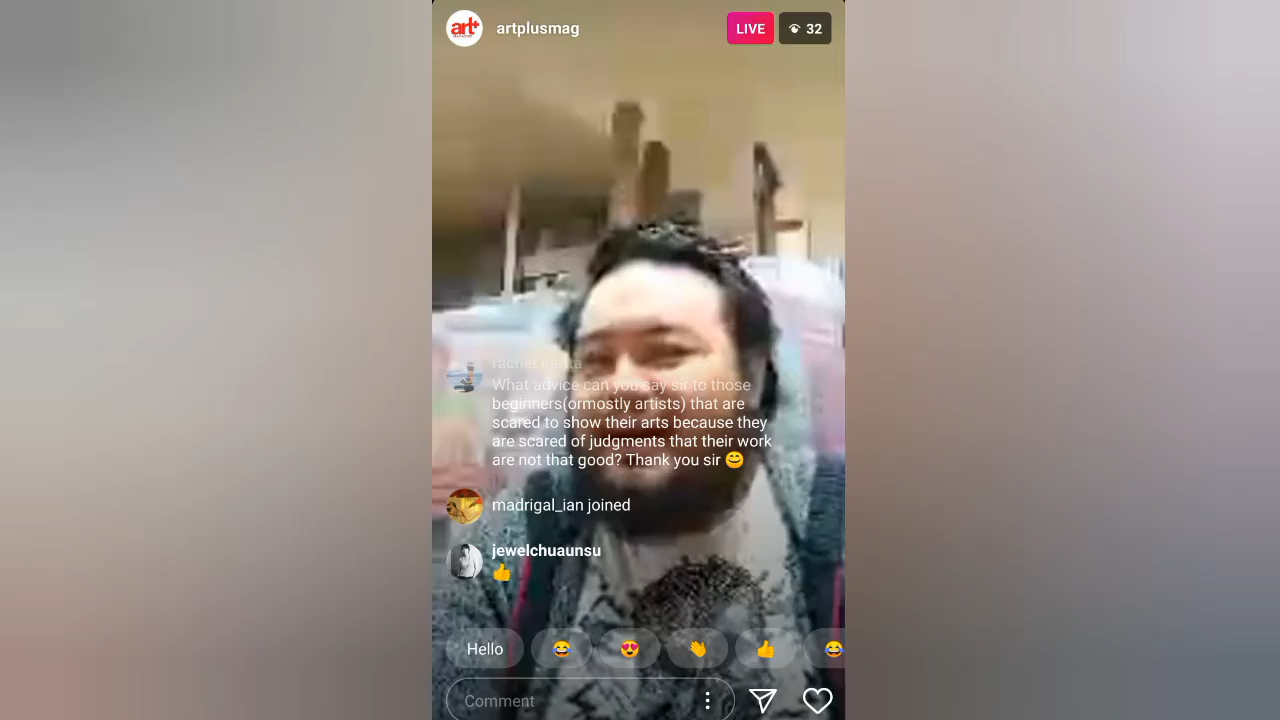 art+
artplusmag
LIVE
32
What advice can you say sir to those
beginners(ormostly artists) that are
scared to show their arts because they
are scared of judgments that their work
are not that good? Thank you sir 😊
madrigal_ian joined
jewelchuaunsu
👍
Hello 😂 😍 👏 👍 😂
Comment